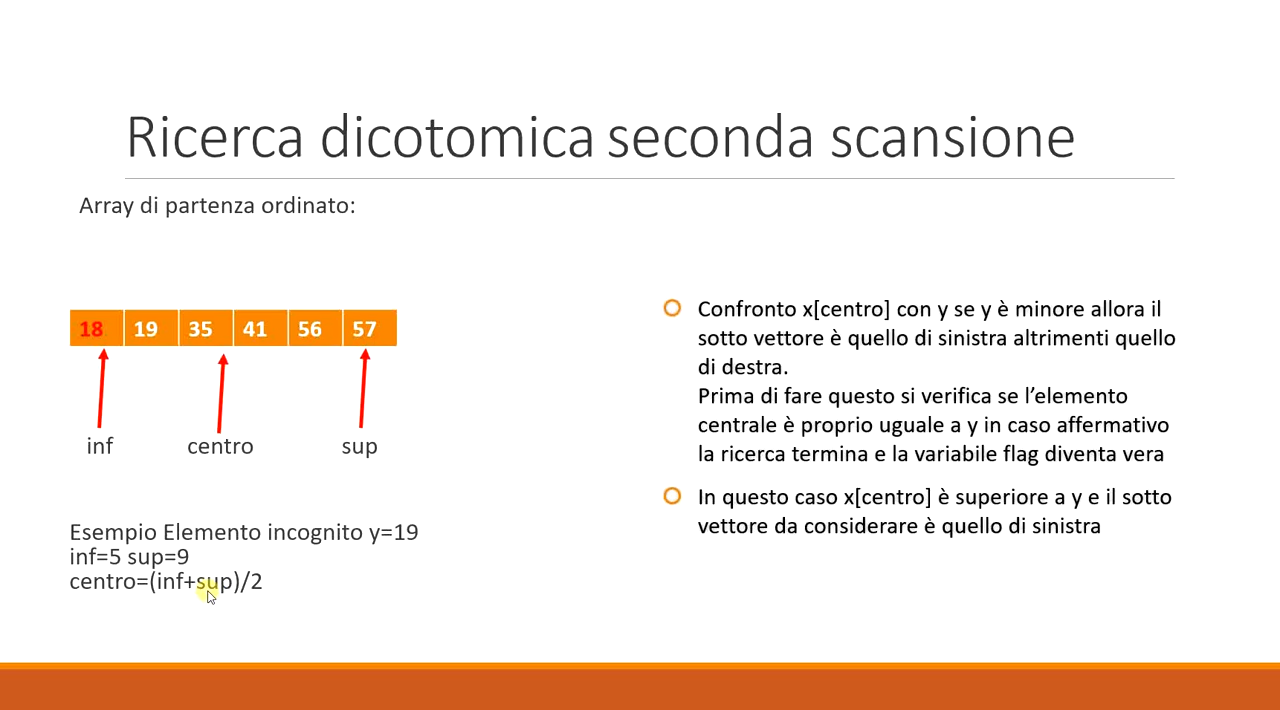 Ricerca dicotomica seconda scansione
Array di partenza ordinato:
18 19 35 41 56 57
inf centro sup
Esempio Elemento incognito y=19
inf=5 sup=9
centro=(inf+sup)/2
Confronto x[centro] con y se y è minore allora il
sotto vettore è quello di sinistra altrimenti quello
di destra.
Prima di fare questo si verifica se l’elemento
centrale è proprio uguale a y in caso affermativo
la ricerca termina e la variabile flag diventa vera
In questo caso x[centro] è superiore a y e il sotto
vettore da considerare è quello di sinistra